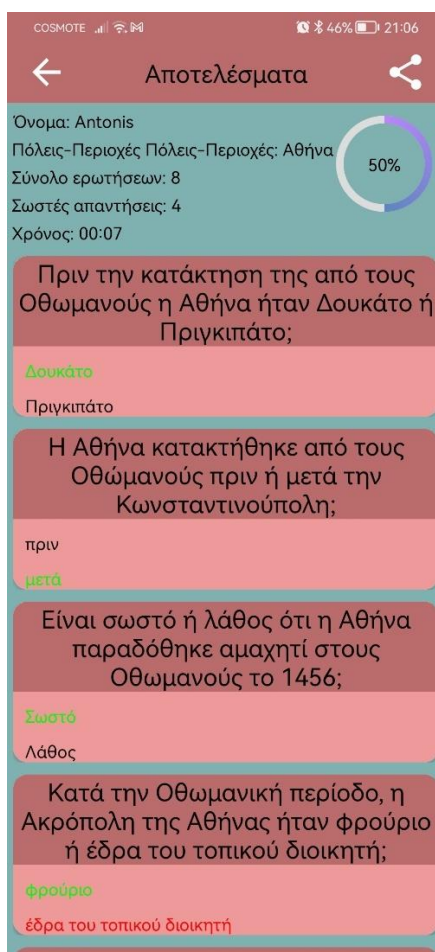 COSMOTE 46% 21:06
Αποτελέσματα
Όνομα: Antonis
Πόλεις-Περιοχές Πόλεις-Περιοχές: Αθήνα
Σύνολο ερωτήσεων: 8
Σωστές απαντήσεις: 4
Χρόνος: 00:07
50%
Πριν την κατάκτηση της από τους
Οθωμανούς η Αθήνα ήταν Δουκάτο ή
Πριγκιπάτο;
Δουκάτο
Πριγκιπάτο
Η Αθήνα κατακτήθηκε από τους
Οθώμανούς πριν ή μετά την
Κωνσταντινούπολη;
πριν
μετά
Είναι σωστό ή λάθος ότι η Αθήνα
παραδόθηκε αμαχητί στους
Οθωμανούς το 1456;
Σωστό
Λάθος
Κατά την Οθωμανική περίοδο, η
Ακρόπολη της Αθήνας ήταν φρούριο
ή έδρα του τοπικού διοικητή;
φρούριο
έδρα του τοπικού διοικητή